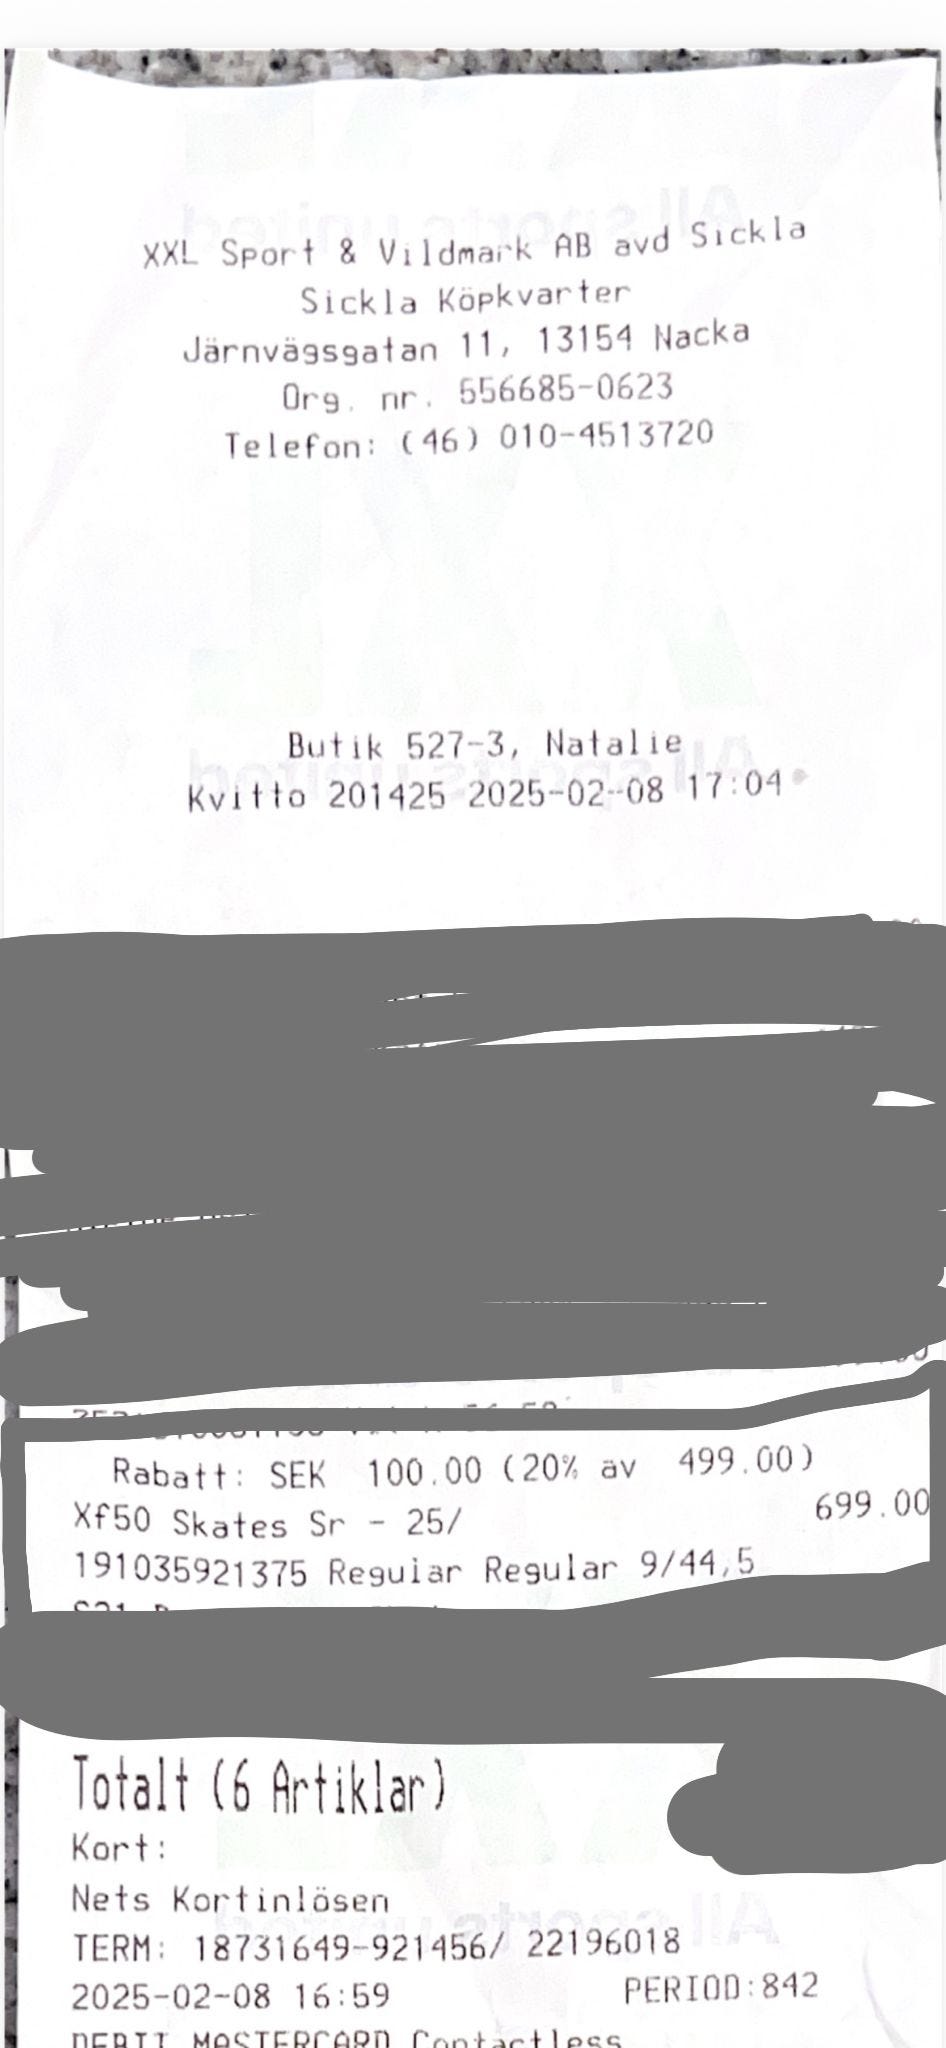 XXL Sport & Vildmark AB avd Sickla
Sickla Köpkvarter
Järnvägsgatan 11, 13154 Nacka
Org. nr. 556685-0623
Telefon: (46) 010-4513720
Butik 527-3, Natalie
Kvitto 201425 2025-02-08 17:04
Rabatt: SEK 100.00 (20% av 499.00)
Xf50 Skates Sr - 25/ 699.00
191035921375 Regular Regular 9/44,5
Totalt (6 Artiklar)
Kort:
Nets Kortinlösen
TERM: 18731649-921456/ 22196018
2025-02-08 16:59 PERIOD:842
DEBIT MASTERCARD Contactless